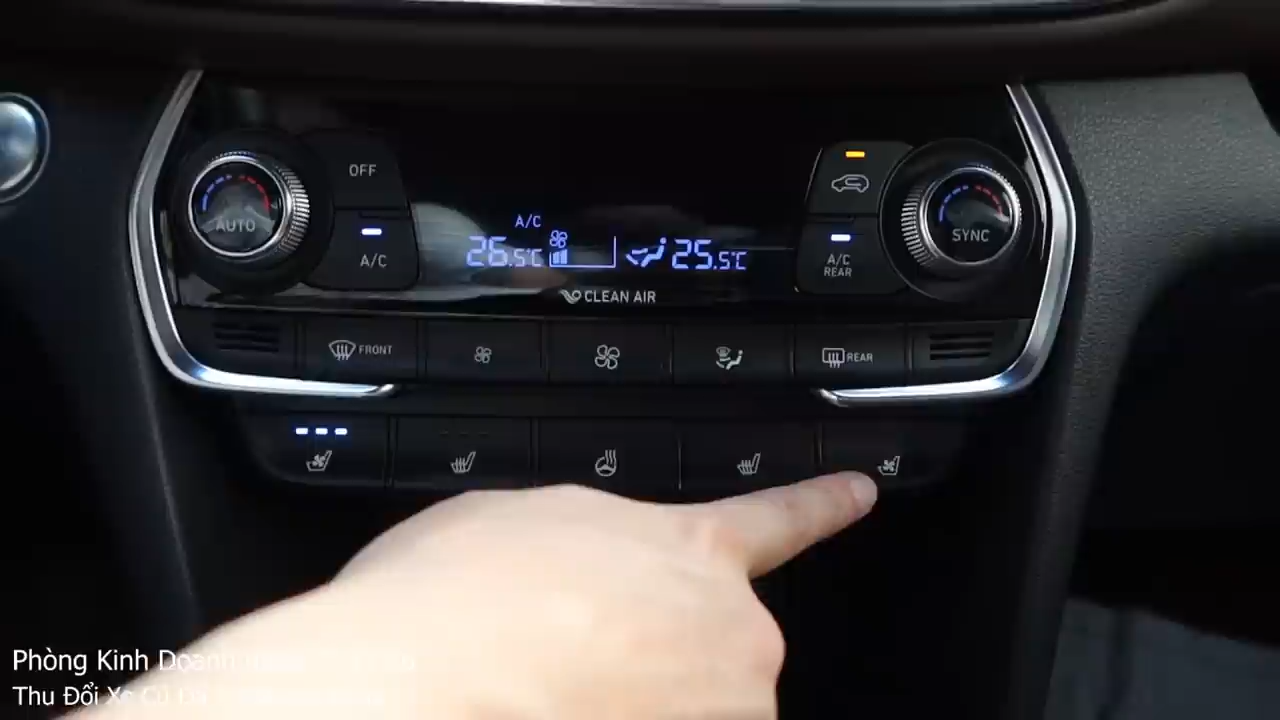 OFF
AUTO
A/C
A/C
26.5°C
25.5°C
SYNC
A/C
REAR
CLEAN AIR
FRONT
REAR
Phòng Kinh Doanh
Thu Đổi Xe Cũ